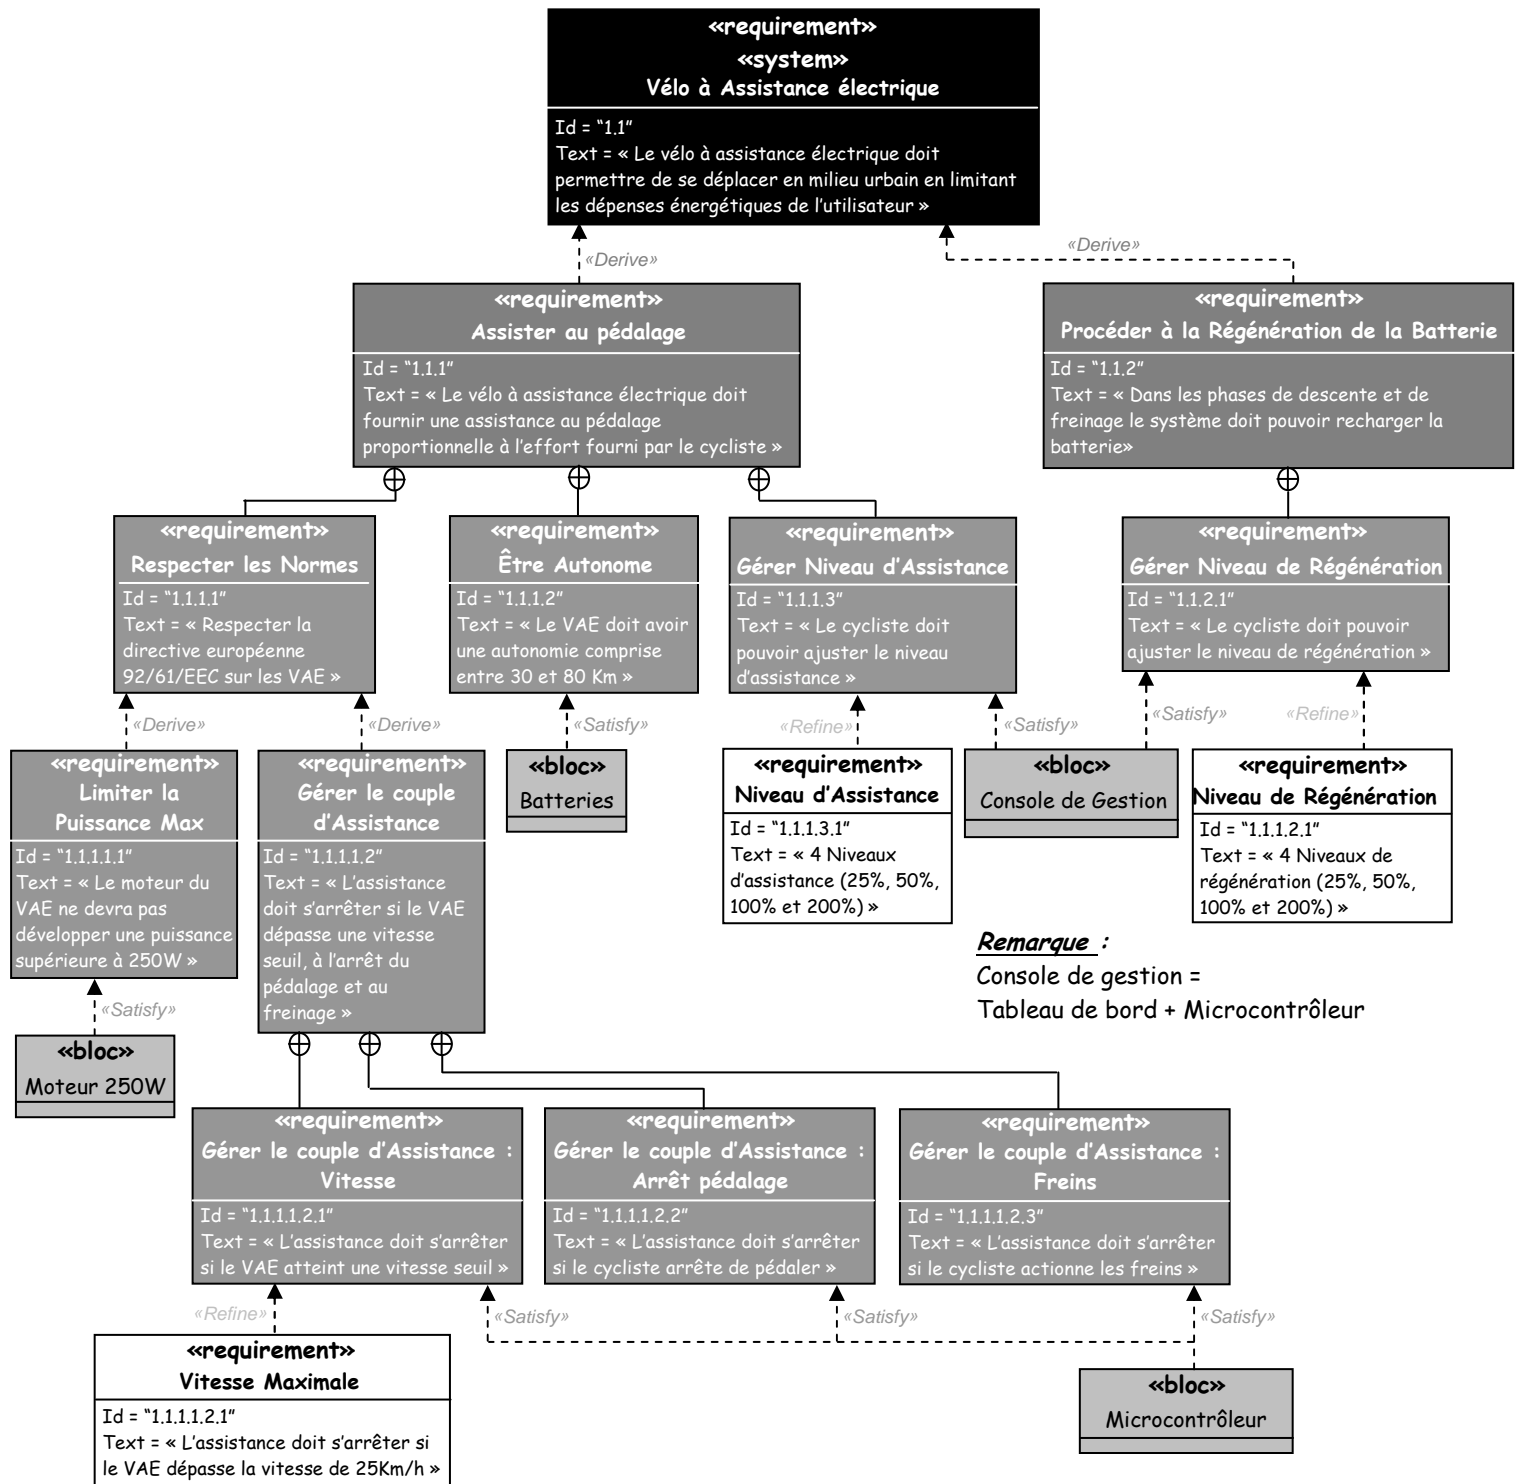 «requirement»
«system»
Vélo à Assistance électrique
Id = “1.1”
Text = « Le vélo à assistance électrique doit
permettre de se déplacer en milieu urbain en limitant
les dépenses énergétiques de l’utilisateur »
«Derive»
«Derive»
«requirement»
Assister au pédalage
Id = “1.1.1”
Text = « Le vélo à assistance électrique doit
fournir une assistance au pédalage
proportionnelle à l’effort fourni par le cycliste »
«requirement»
Procéder à la Régénération de la Batterie
Id = “1.1.2”
Text = « Dans les phases de descente et de
freinage le système doit pouvoir recharger la
batterie»
«requirement»
Respecter les Normes
Id = “1.1.1.1”
Text = « Respecter la
directive européenne
92/61/EEC sur les VAE »
«requirement»
Être Autonome
Id = “1.1.1.2”
Text = « Le VAE doit avoir
une autonomie comprise
entre 30 et 80 Km »
«requirement»
Gérer Niveau d’Assistance
Id = “1.1.1.3”
Text = « Le cycliste doit
pouvoir ajuster le niveau
d’assistance »
«requirement»
Gérer Niveau de Régénération
Id = “1.1.2.1”
Text = « Le cycliste doit pouvoir
ajuster le niveau de régénération »
«Derive»
«Derive»
«Satisfy»
«Refine»
«Satisfy»
«Satisfy»
«Refine»
«requirement»
Limiter la
Puissance Max
Id = “1.1.1.1.1”
Text = « Le moteur du
VAE ne devra pas
développer une puissance
supérieure à 250W »
«requirement»
Gérer le couple
d’Assistance
Id = “1.1.1.1.2”
Text = « L’assistance
doit s’arrêter si le VAE
dépasse une vitesse
seuil, à l’arrêt du
pédalage et au
freinage »
«bloc»
Batteries
«requirement»
Niveau d’Assistance
Id = “1.1.1.3.1”
Text = « 4 Niveaux
d’assistance (25%, 50%,
100% et 200%) »
«bloc»
Console de Gestion
«requirement»
Niveau de Régénération
Id = “1.1.1.2.1”
Text = « 4 Niveaux de
régénération (25%, 50%,
100% et 200%) »
Remarque :
Console de gestion =
Tableau de bord + Microcontrôleur
«Satisfy»
«bloc»
Moteur 250W
«requirement»
Gérer le couple d’Assistance :
Vitesse
Id = “1.1.1.1.2.1”
Text = « L’assistance doit s’arrêter
si le VAE atteint une vitesse seuil »
«requirement»
Gérer le couple d’Assistance :
Arrêt pédalage
Id = “1.1.1.1.2.2”
Text = « L’assistance doit s’arrêter
si le cycliste arrête de pédaler »
«requirement»
Gérer le couple d’Assistance :
Freins
Id = “1.1.1.1.2.3”
Text = « L’assistance doit s’arrêter
si le cycliste actionne les freins »
«Refine»
«Satisfy»
«Satisfy»
«Satisfy»
«requirement»
Vitesse Maximale
Id = “1.1.1.1.2.1”
Text = « L’assistance doit s’arrêter si
le VAE dépasse la vitesse de 25Km/h »
«bloc»
Microcontrôleur